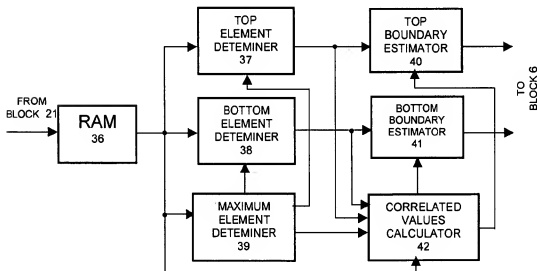 TOP
ELEMENT
DETEMINER
37
TOP
BOUNDARY
ESTIMATOR
40
FROM
BLOCK 21
RAM
36
BOTTOM
ELEMENT
DETEMINER
38
BOTTOM
BOUNDARY
ESTIMATOR
41
TO
BLOCK 6
MAXIMUM
ELEMENT
DETEMINER
39
CORRELATED
VALUES
CALCULATOR
42